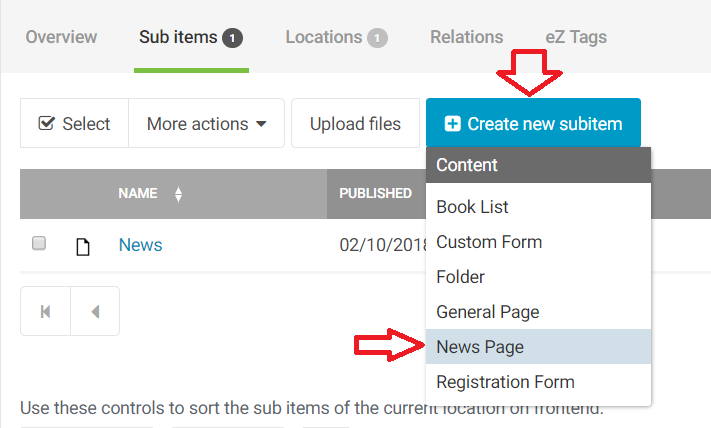 Overview Sub items 1 Locations 1 Relations eZ Tags
Select More actions Upload files Create new subitem
Content
NAME PUBLISHED
Book List
News 02/10/2018
Custom Form
Folder
General Page
News Page
Registration Form
Use these controls to sort the sub items of the current location on frontend.